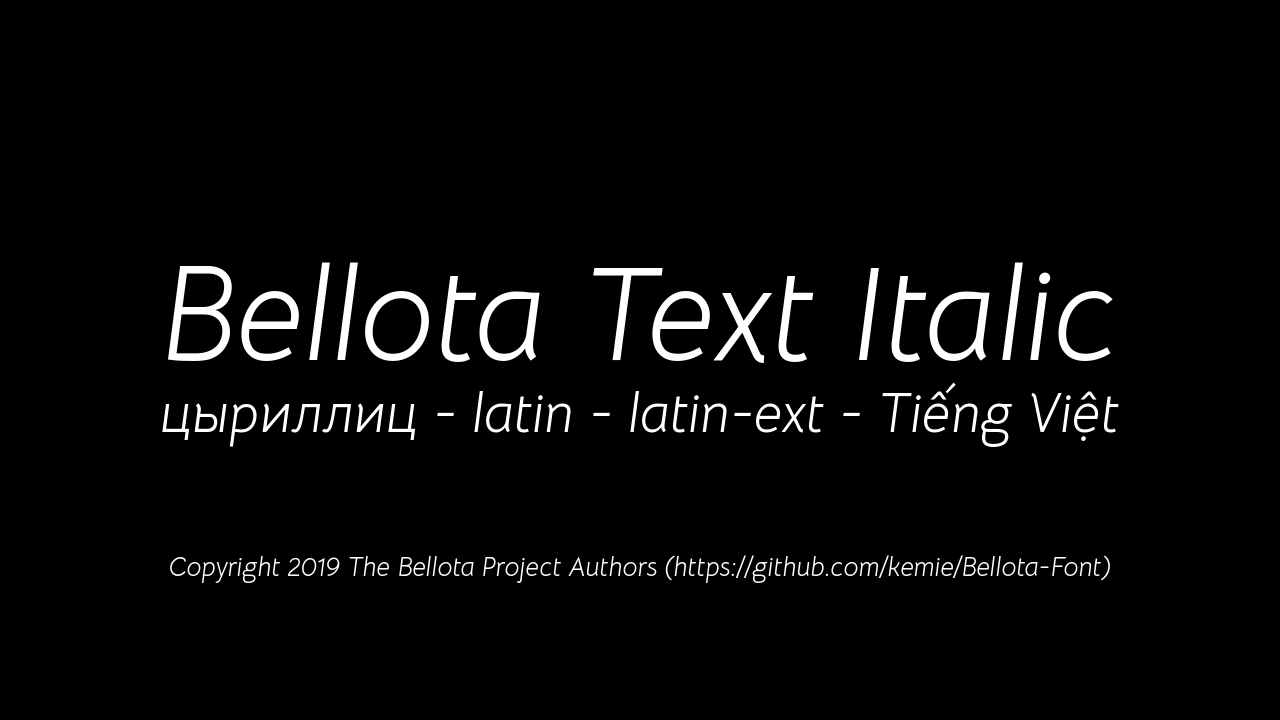 Bellota Text Italic
цыриллиц - latin - latin-ext - Tiếng Việt
Copyright 2019 The Bellota Project Authors (https://github.com/kemie/Bellota-Font)